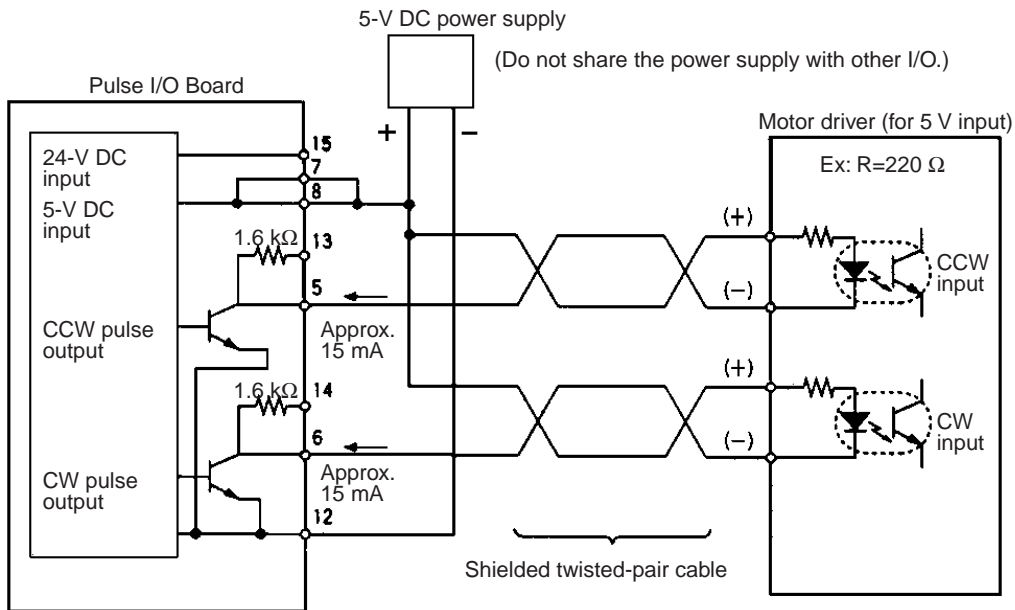 5-V DC power supply
(Do not share the power supply with other I/O.)
Pulse I/O Board
+
−
Motor driver (for 5 V input)
Ex: R=220 Ω
24-V DC
input
15
7
8
5-V DC
input
1.6 kΩ
13
5
CCW pulse
output
Approx.
15 mA
(+)
(−)
CCW
input
1.6 kΩ
14
6
CW pulse
output
Approx.
15 mA
12
(+)
(−)
CW
input
Shielded twisted-pair cable